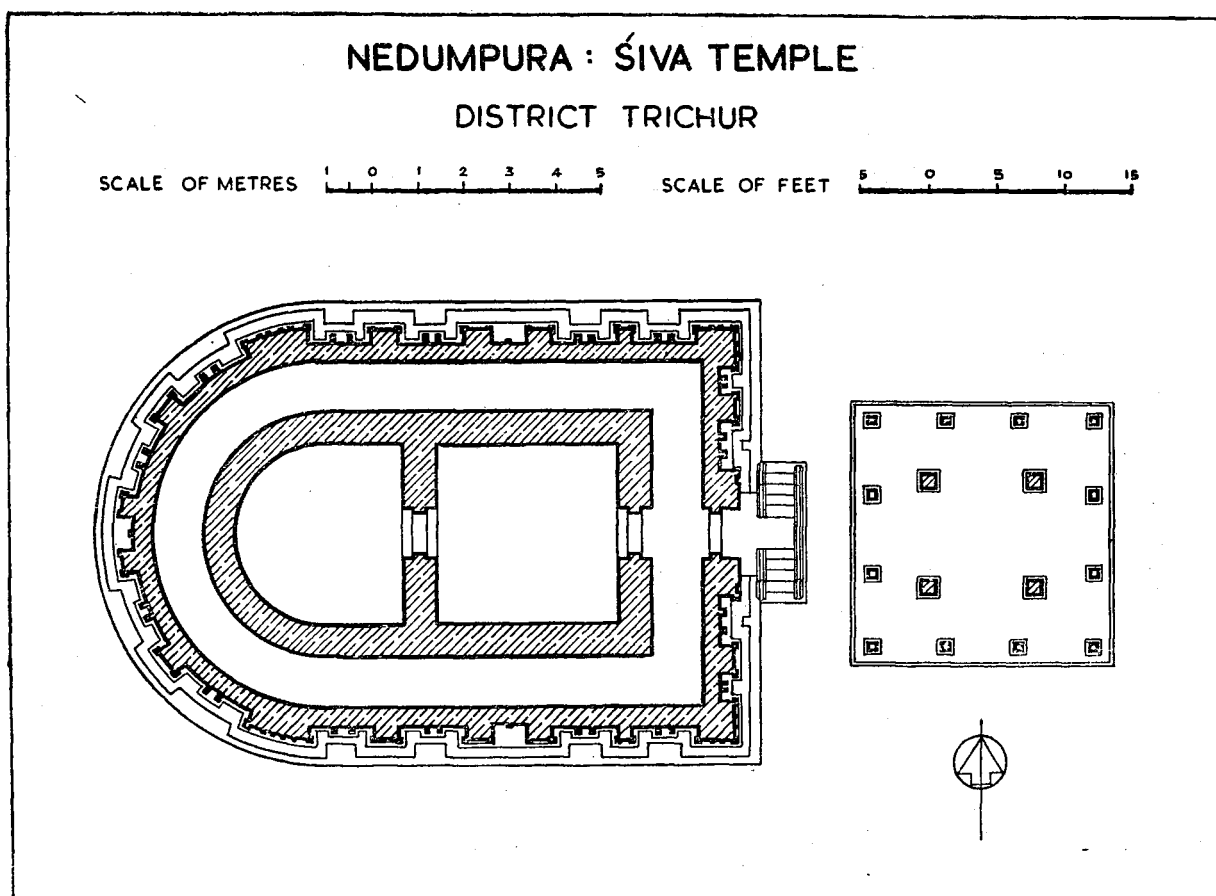 NEDUMPURA : ŚIVA TEMPLE
DISTRICT TRICHUR
SCALE OF METRES 1 0 1 2 3 4 5 SCALE OF FEET 5 0 5 10 15